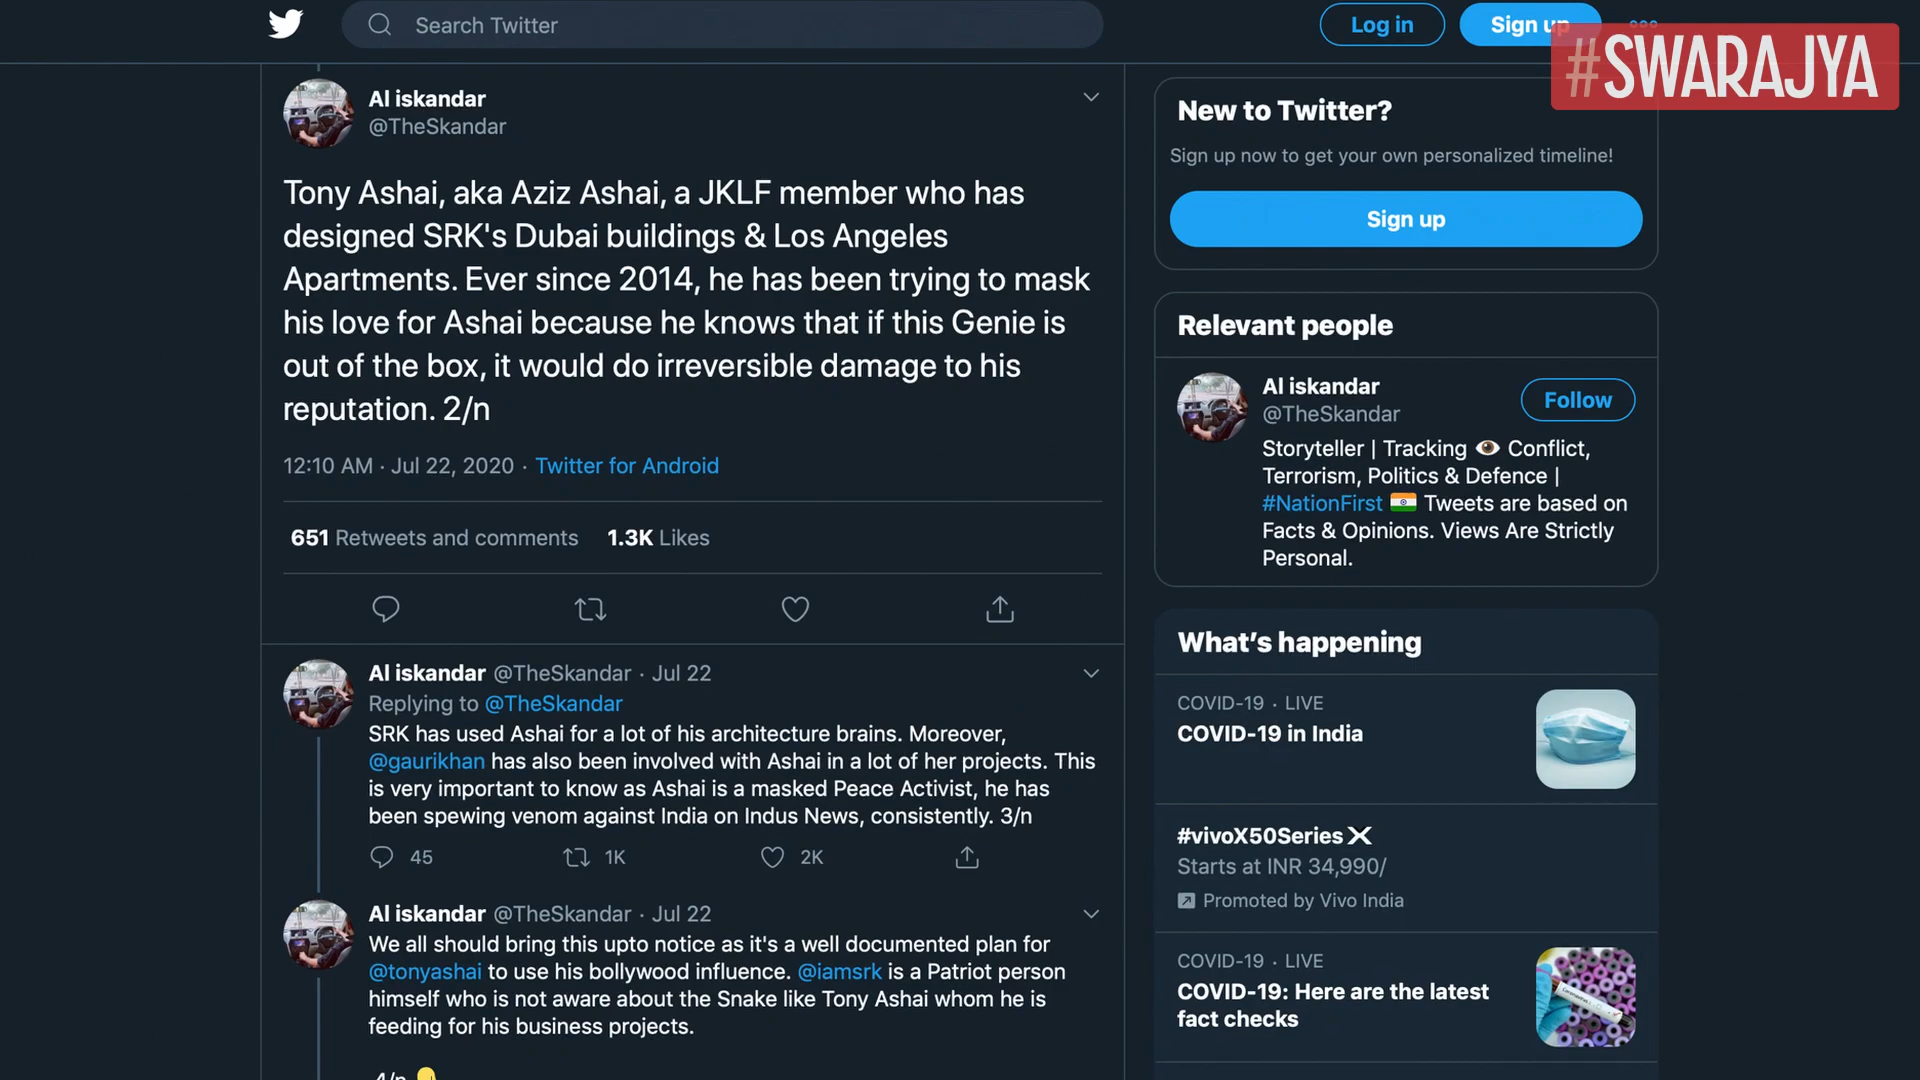 Search Twitter
Log in
Sign up
#SWARAJYA
Al iskandar
@TheSkandar
Tony Ashai, aka Aziz Ashai, a JKLF member who has
designed SRK's Dubai buildings & Los Angeles
Apartments. Ever since 2014, he has been trying to mask
his love for Ashai because he knows that if this Genie is
out of the box, it would do irreversible damage to his
reputation. 2/n
12:10 AM · Jul 22, 2020 · Twitter for Android
651 Retweets and comments 1.3K Likes
Al iskandar @TheSkandar · Jul 22
Replying to @TheSkandar
SRK has used Ashai for a lot of his architecture brains. Moreover,
@gaurikhan has also been involved with Ashai in a lot of her projects. This
is very important to know as Ashai is a masked Peace Activist, he has
been spewing venom against India on Indus News, consistently. 3/n
45 1K 2K
Al iskandar @TheSkandar · Jul 22
We all should bring this upto notice as it's a well documented plan for
@tonyashai to use his bollywood influence. @iamsrk is a Patriot person
himself who is not aware about the Snake like Tony Ashai whom he is
feeding for his business projects.
4/n
New to Twitter?
Sign up now to get your own personalized timeline!
Sign up
Relevant people
Al iskandar
@TheSkandar
Follow
Storyteller | Tracking 👁 Conflict,
Terrorism, Politics & Defence |
#NationFirst 🇮🇳 Tweets are based on
Facts & Opinions. Views Are Strictly
Personal.
What's happening
COVID-19 · LIVE
COVID-19 in India
#vivoX50Series
Starts at INR 34,990/
Promoted by Vivo India
COVID-19 · LIVE
COVID-19: Here are the latest
fact checks